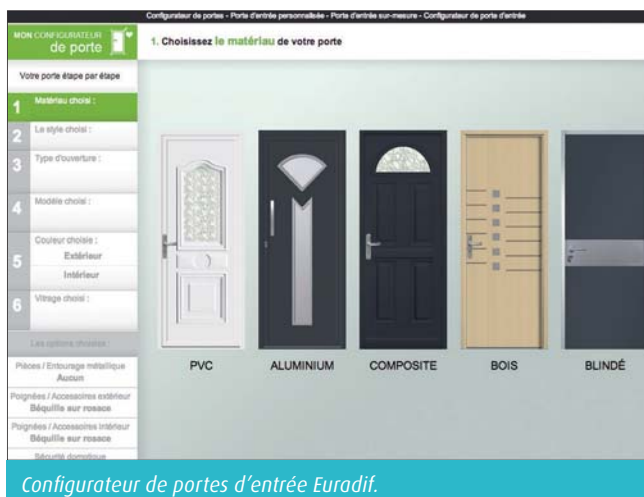 Configurateur de portes - Porte d'entrée personnalisée - Porte d'entrée sur-mesure - Configurateur de porte d'entrée
MON CONFIGURATEUR
de porte
1. Choisissez le matériau de votre porte
Votre porte étape par étape
1 Matériau choisi :
2 Le style choisi :
3 Type d'ouverture :
4 Modèle choisi :
Couleur choisie :
5 Extérieur
Intérieur
6 Vitrage choisi :
Les options choisies :
Pièces / Entourage métallique
Aucun
Poignées / Accessoires extérieur
Béquille sur rosace
Poignées / Accessoires intérieur
Béquille sur rosace
Sécurité domotique
PVC
ALUMINIUM
COMPOSITE
BOIS
BLINDÉ
Configurateur de portes d'entrée Euradif.